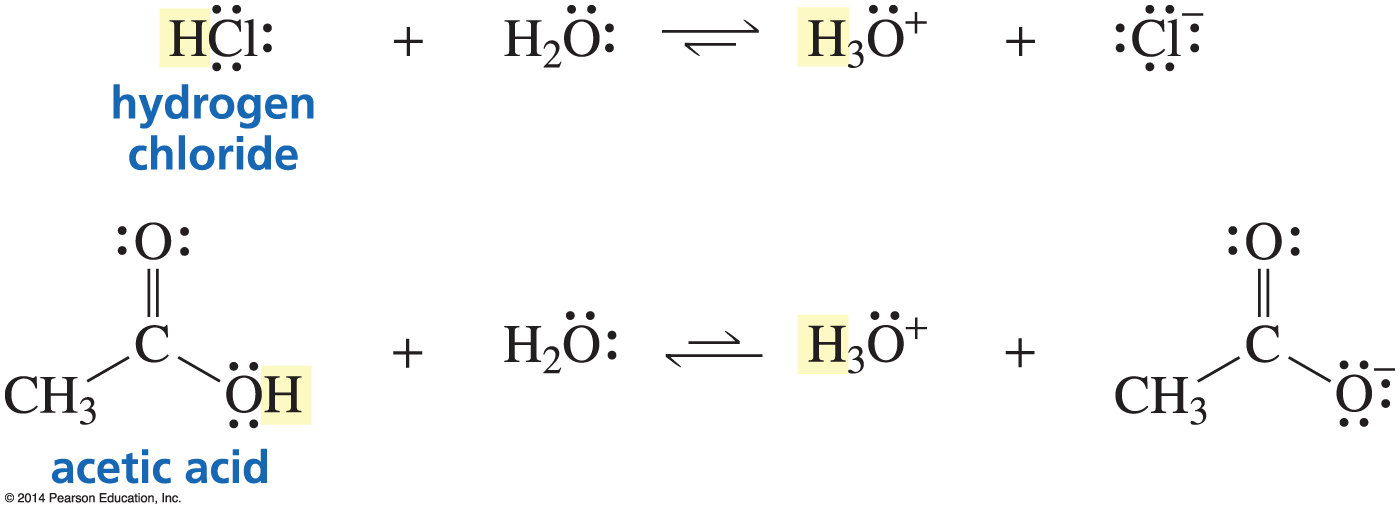 HCl + H₂O ⇌ H₃O⁺ + Cl⁻
hydrogen
chloride
O O
C + H₂O ⇌ H₃O⁺ + C
CH₃ OH CH₃ O⁻
acetic acid
© 2014 Pearson Education, Inc.